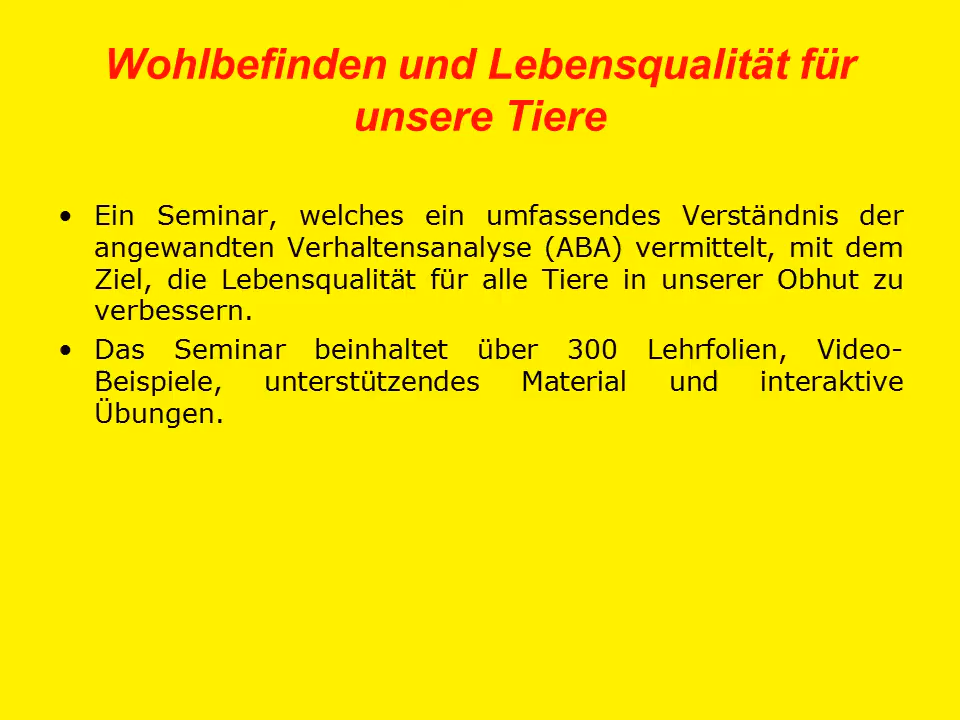 Wohlbefinden und Lebensqualität für
unsere Tiere
• Ein Seminar, welches ein umfassendes Verständnis der
angewandten Verhaltensanalyse (ABA) vermittelt, mit dem
Ziel, die Lebensqualität für alle Tiere in unserer Obhut zu
verbessern.
• Das Seminar beinhaltet über 300 Lehrfolien, Video-
Beispiele, unterstützendes Material und interaktive
Übungen.